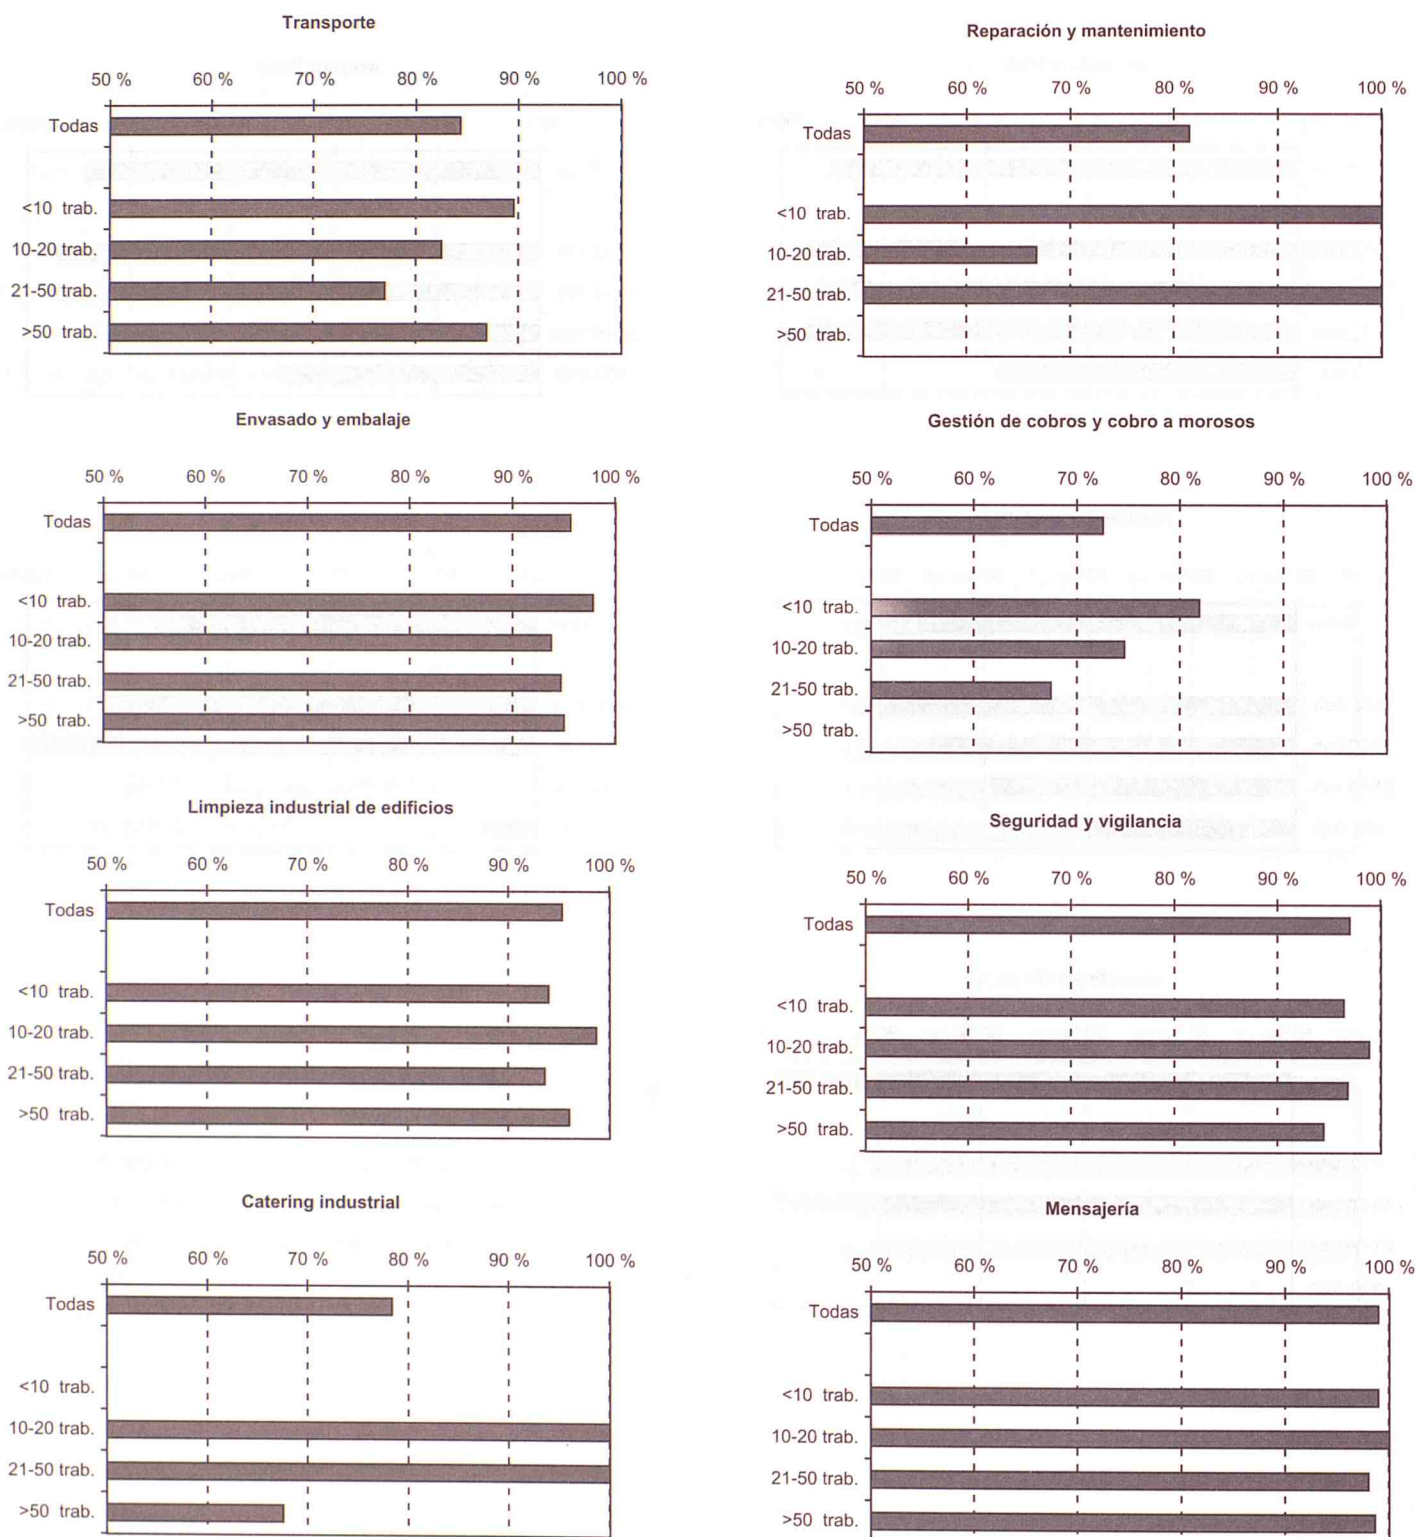 Transporte
50 % 60 % 70 % 80 % 90 % 100 %
Todas
<10 trab.
10-20 trab.
21-50 trab.
>50 trab.
Reparación y mantenimiento
50 % 60 % 70 % 80 % 90 % 100 %
Todas
<10 trab.
10-20 trab.
21-50 trab.
>50 trab.
Envasado y embalaje
50 % 60 % 70 % 80 % 90 % 100 %
Todas
<10 trab.
10-20 trab.
21-50 trab.
>50 trab.
Gestión de cobros y cobro a morosos
50 % 60 % 70 % 80 % 90 % 100 %
Todas
<10 trab.
10-20 trab.
21-50 trab.
>50 trab.
Limpieza industrial de edificios
50 % 60 % 70 % 80 % 90 % 100 %
Todas
<10 trab.
10-20 trab.
21-50 trab.
>50 trab.
Seguridad y vigilancia
50 % 60 % 70 % 80 % 90 % 100 %
Todas
<10 trab.
10-20 trab.
21-50 trab.
>50 trab.
Catering industrial
50 % 60 % 70 % 80 % 90 % 100 %
Todas
<10 trab.
10-20 trab.
21-50 trab.
>50 trab.
Mensajería
50 % 60 % 70 % 80 % 90 % 100 %
Todas
<10 trab.
10-20 trab.
21-50 trab.
>50 trab.